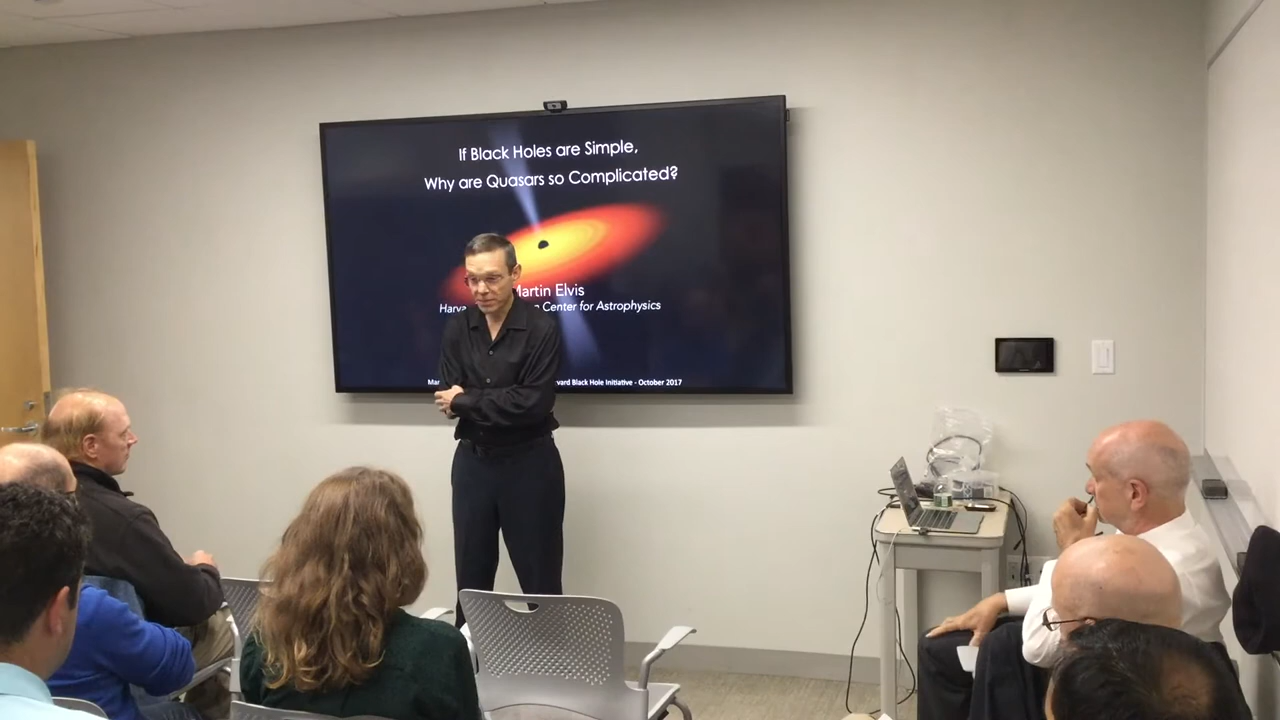 If Black Holes are Simple,
Why are Quasars so Complicated?
Martin Elvis
Center for Astrophysics
Black Hole Initiative - October 2017